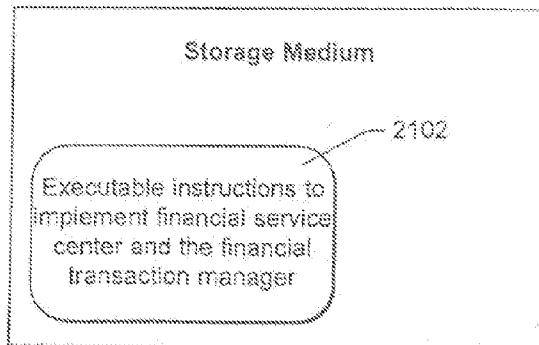 Storage Medium
2102
Executable instructions to
implement financial service
center and the financial
transaction manager